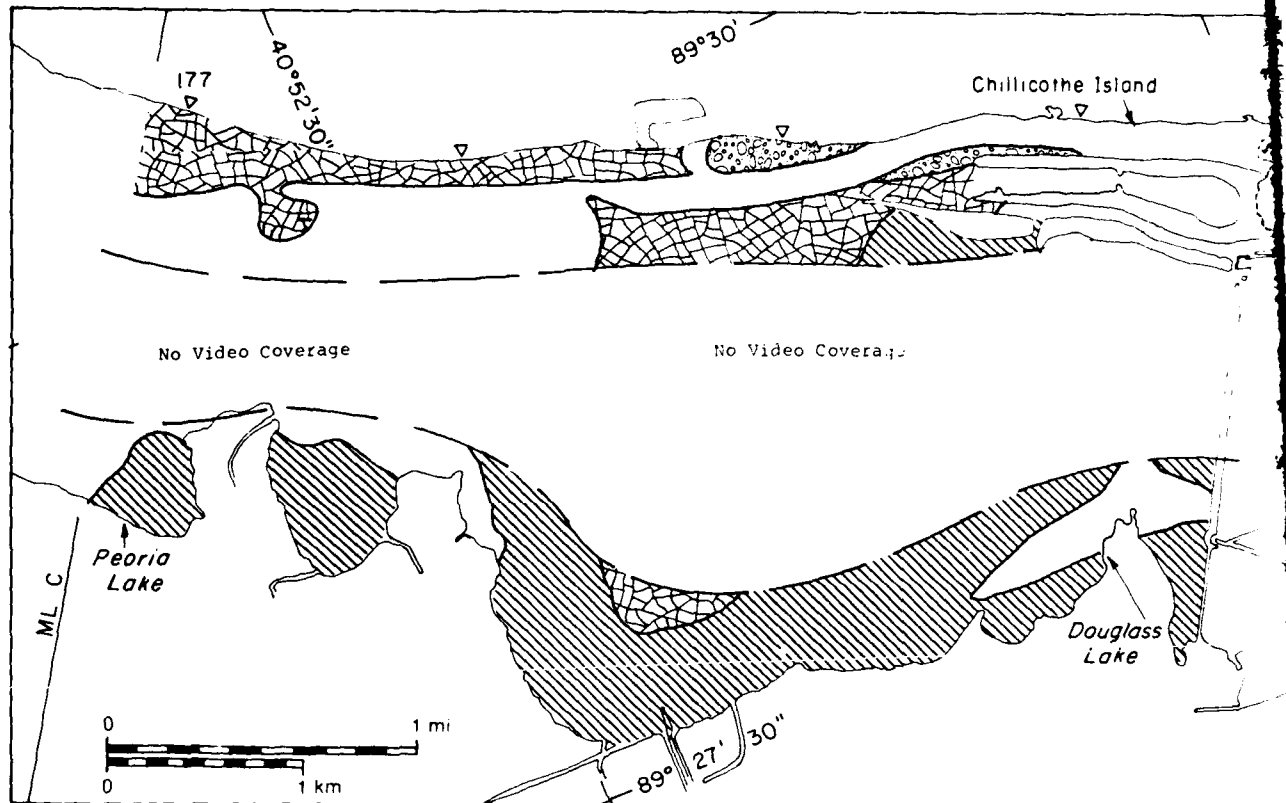 177
40°52'30"
89°30'
Chillicothe Island
No Video Coverage
No Video Coverage
Peoria
Lake
ML C
Douglass
Lake
0 1 mi
0 1 km
89° 27' 30"